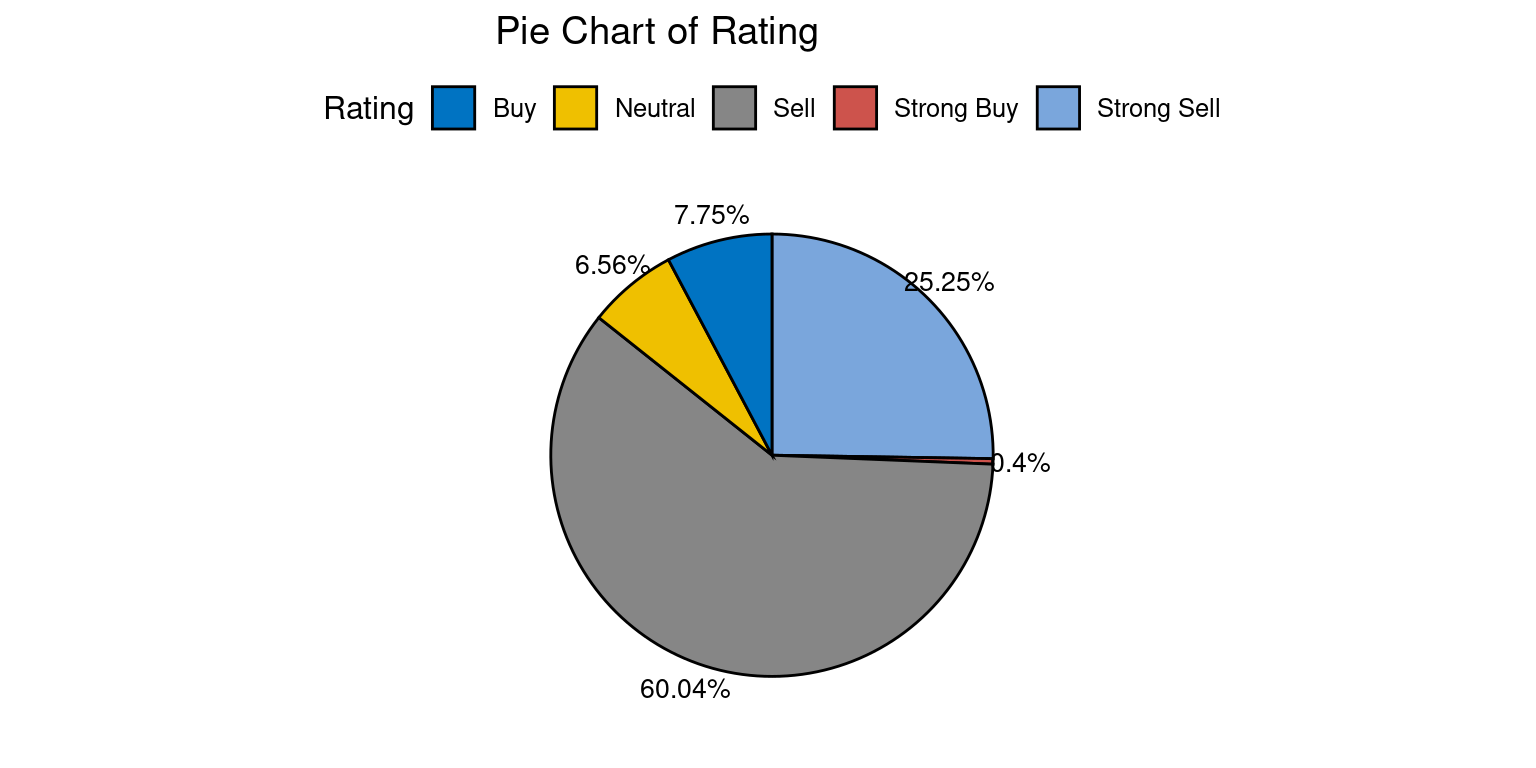 Pie Chart of Rating
Rating Buy Neutral Sell Strong Buy Strong Sell
7.75%
6.56%
25.25%
0.4%
60.04%